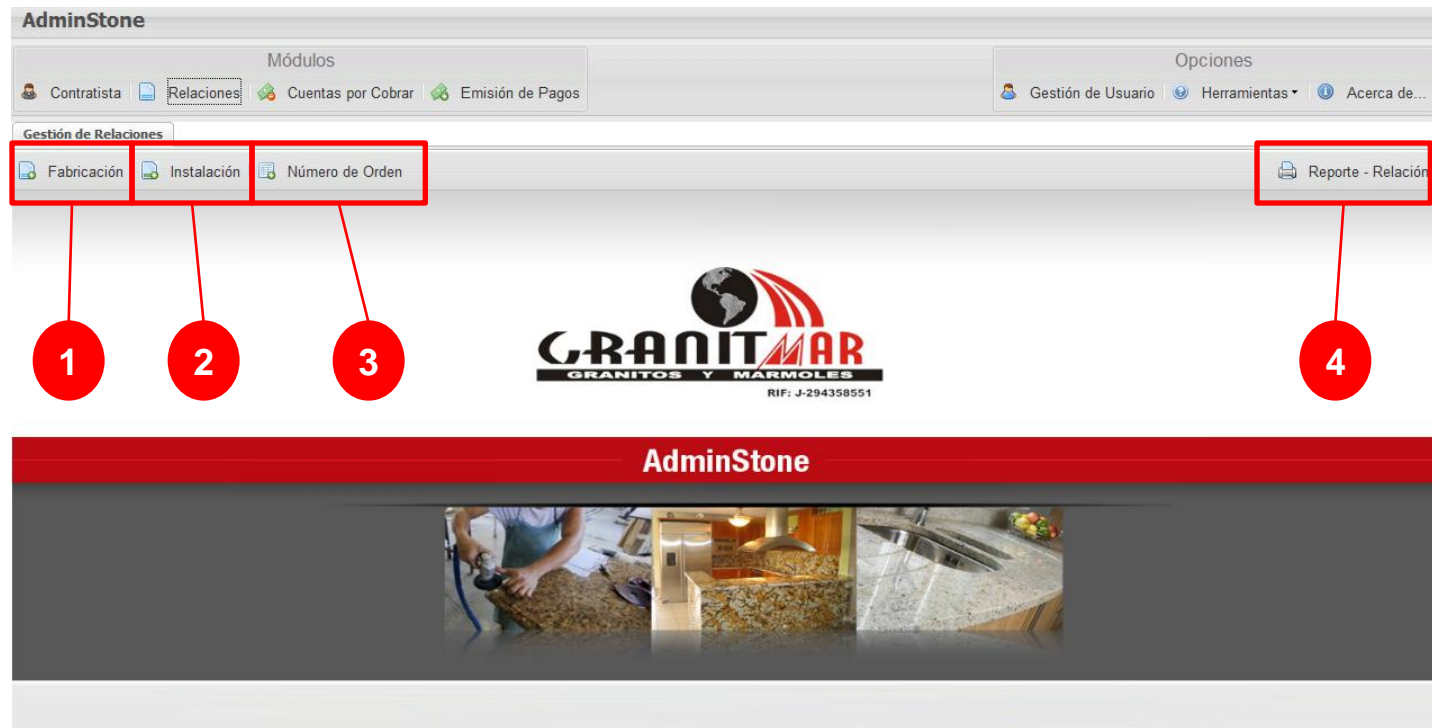 AdminStone
Módulos
Opciones
Contratista Relaciones Cuentas por Cobrar Emisión de Pagos
Gestión de Usuario Herramientas Acerca de...
Gestión de Relaciones
Fabricación Instalación Número de Orden
Reporte - Relación
1 2 3 4
GRANITMAR
GRANITOS Y MARMOLES
RIF: J-294358551
AdminStone